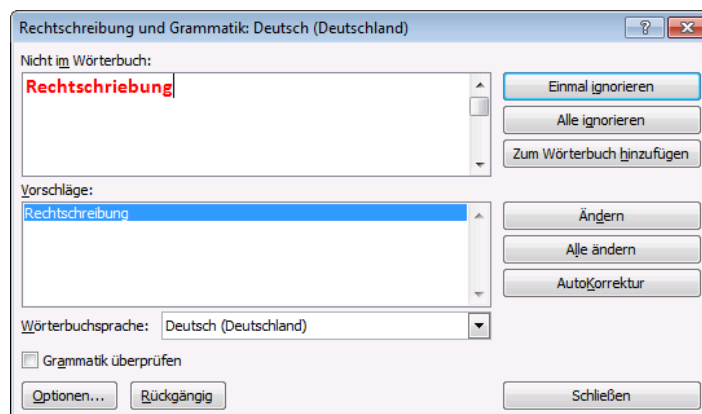 Rechtschreibung und Grammatik: Deutsch (Deutschland)
Nicht im Wörterbuch:
Rechtschriebung
Einmal ignorieren
Alle ignorieren
Zum Wörterbuch hinzufügen
Vorschläge:
Rechtschreibung
Ändern
Alle ändern
AutoKorrektur
Wörterbuchsprache: Deutsch (Deutschland)
Grammatik überprüfen
Optionen... Rückgängig Schließen